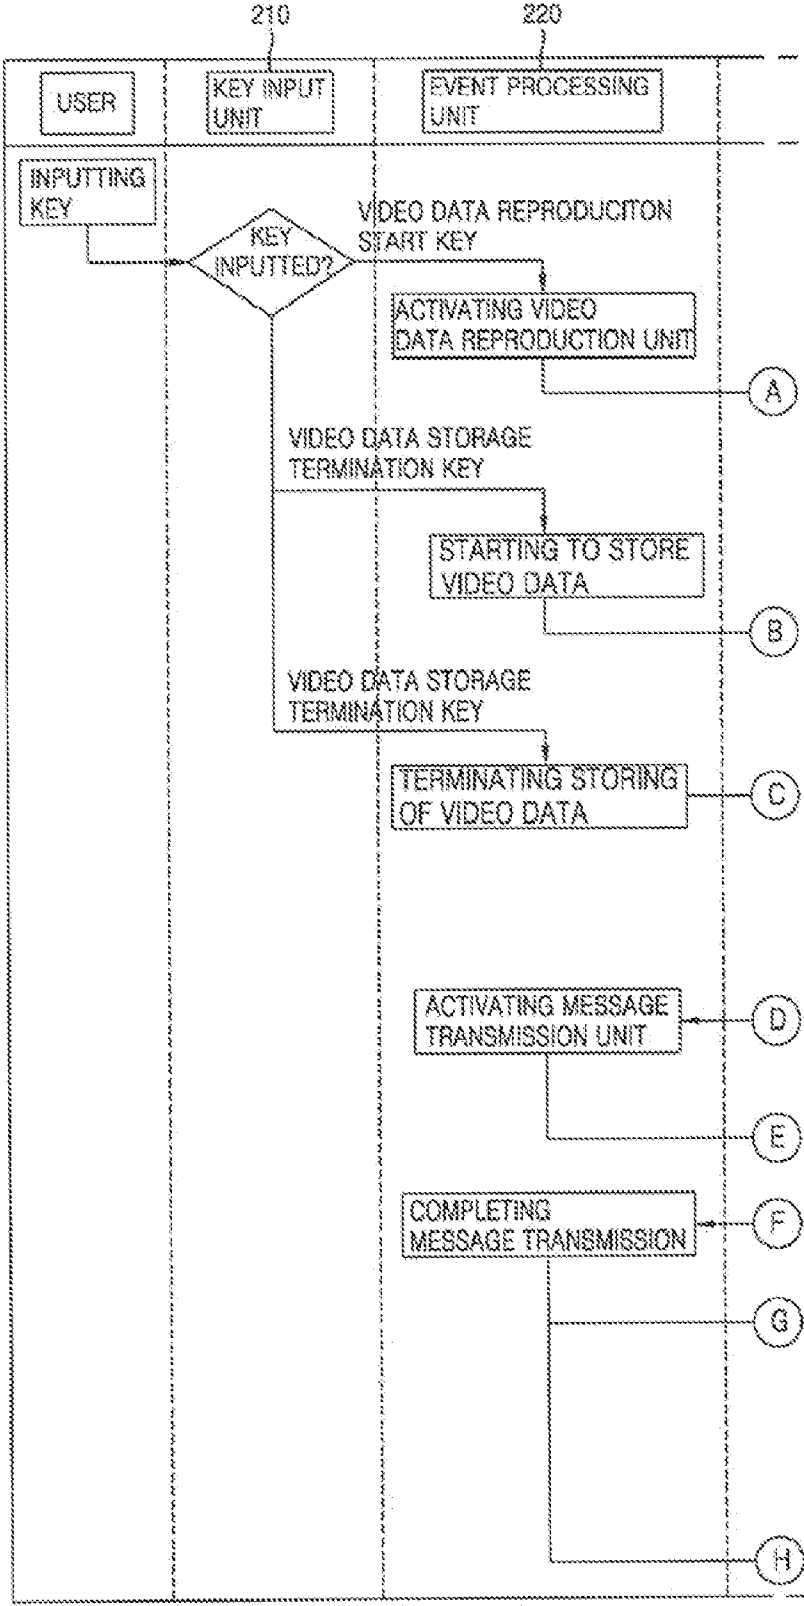 210
220
USER
KEY INPUT
UNIT
EVENT PROCESSING
UNIT
INPUTTING
KEY
KEY
INPUTTED?
VIDEO DATA REPRODUCITON
START KEY
ACTIVATING VIDEO
DATA REPRODUCTION UNIT
A
VIDEO DATA STORAGE
TERMINATION KEY
STARTING TO STORE
VIDEO DATA
B
VIDEO DATA STORAGE
TERMINATION KEY
TERMINATING STORING
OF VIDEO DATA
C
ACTIVATING MESSAGE
TRANSMISSION UNIT
D
E
COMPLETING
MESSAGE TRANSMISSION
F
G
H